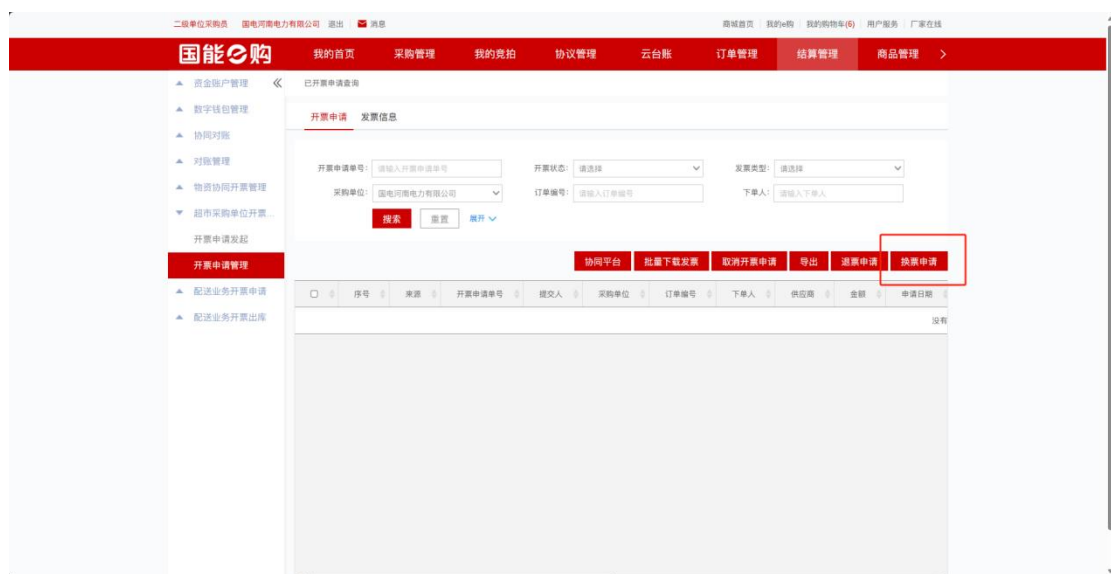 二级单位采购员 国电河南电力有限公司 退出 消息 商城首页 我的e购 我的购物车(6) 用户服务 厂家在线
国能e购 我的首页 采购管理 我的竞拍 协议管理 云台账 订单管理 结算管理 商品管理 >
资金账户管理 《 已开票申请查询
数字钱包管理
开票申请 发票信息
协同对账
对账管理
开票申请单号: 请输入开票申请单号 开票状态: 请选择 发票类型: 请选择
物资协同开票管理
采购单位: 国电河南电力有限公司 订单编号: 请输入订单编号 下单人: 请输入下单人
超市采购单位开票...
搜索 重置 展开
开票申请发起
开票申请管理
协同平台 批量下载发票 取消开票申请 导出 退票申请 换票申请
配送业务开票申请
序号 来源 开票申请单号 提交人 采购单位 订单编号 下单人 供应商 金额 申请日期
配送业务开票出库
没有